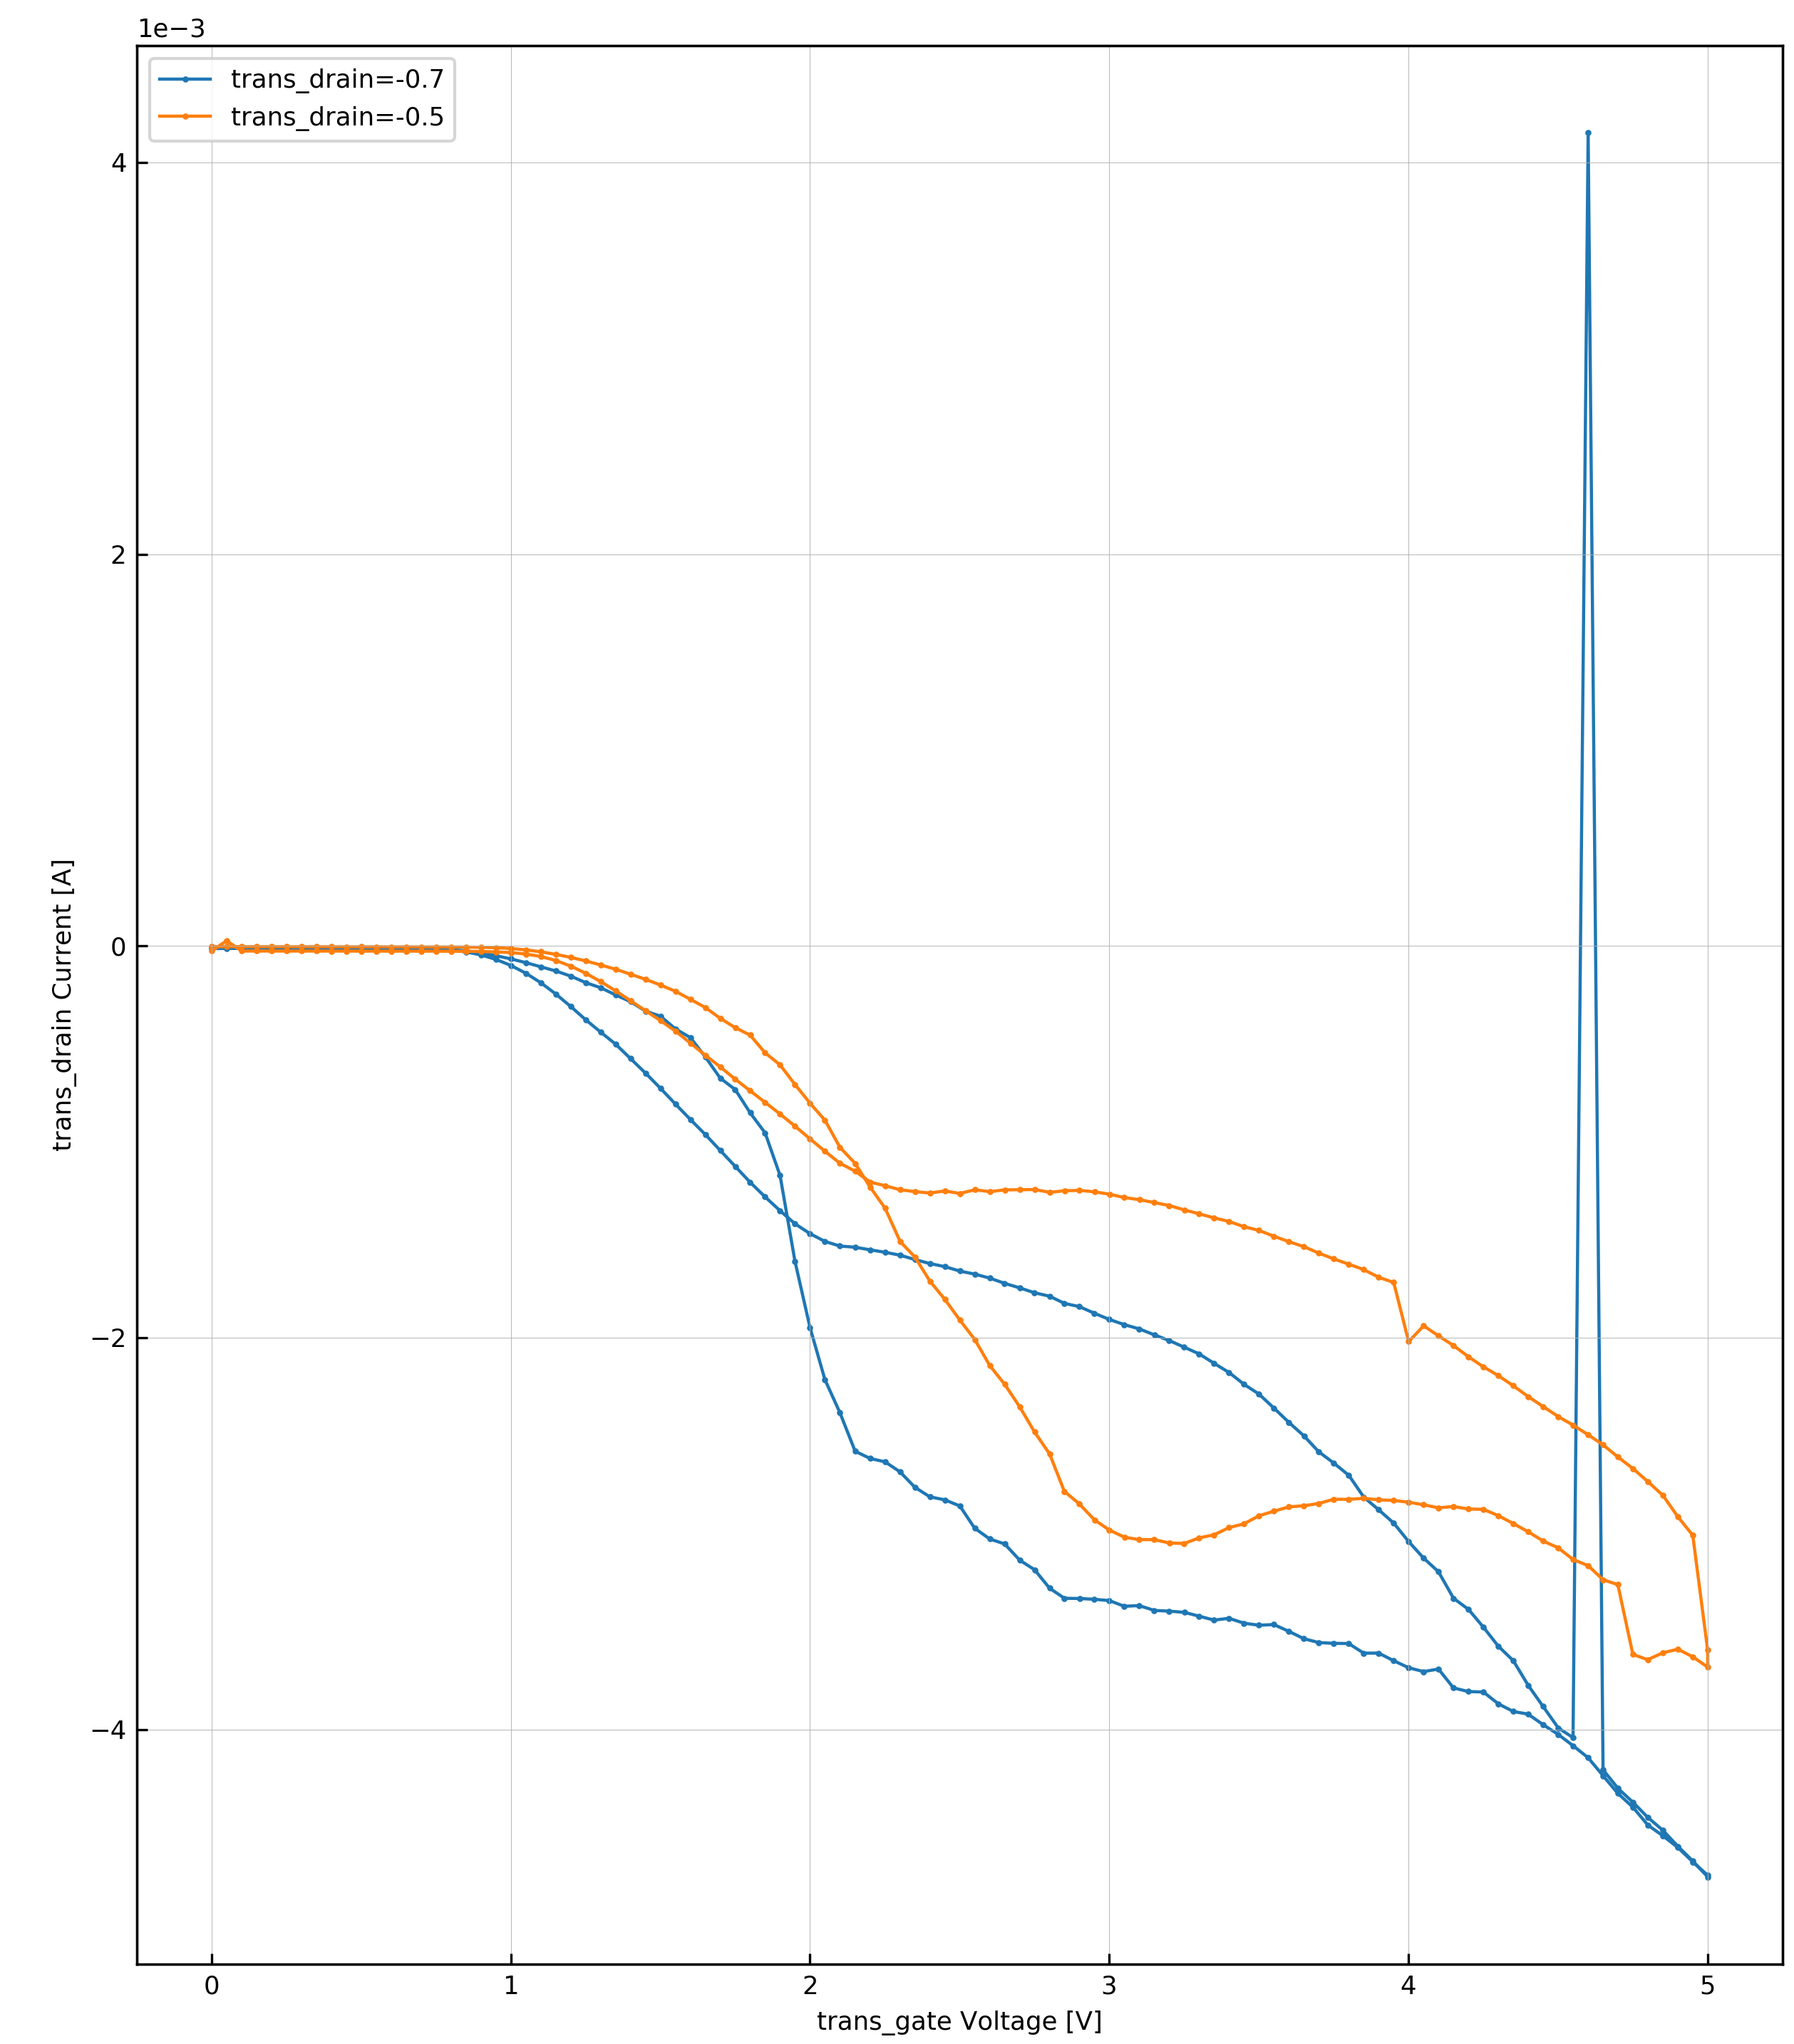 1e−3
trans_drain=-0.7
trans_drain=-0.5
4
2
0
−2
−4
trans_drain Current [A]
0 1 2 3 4 5
trans_gate Voltage [V]